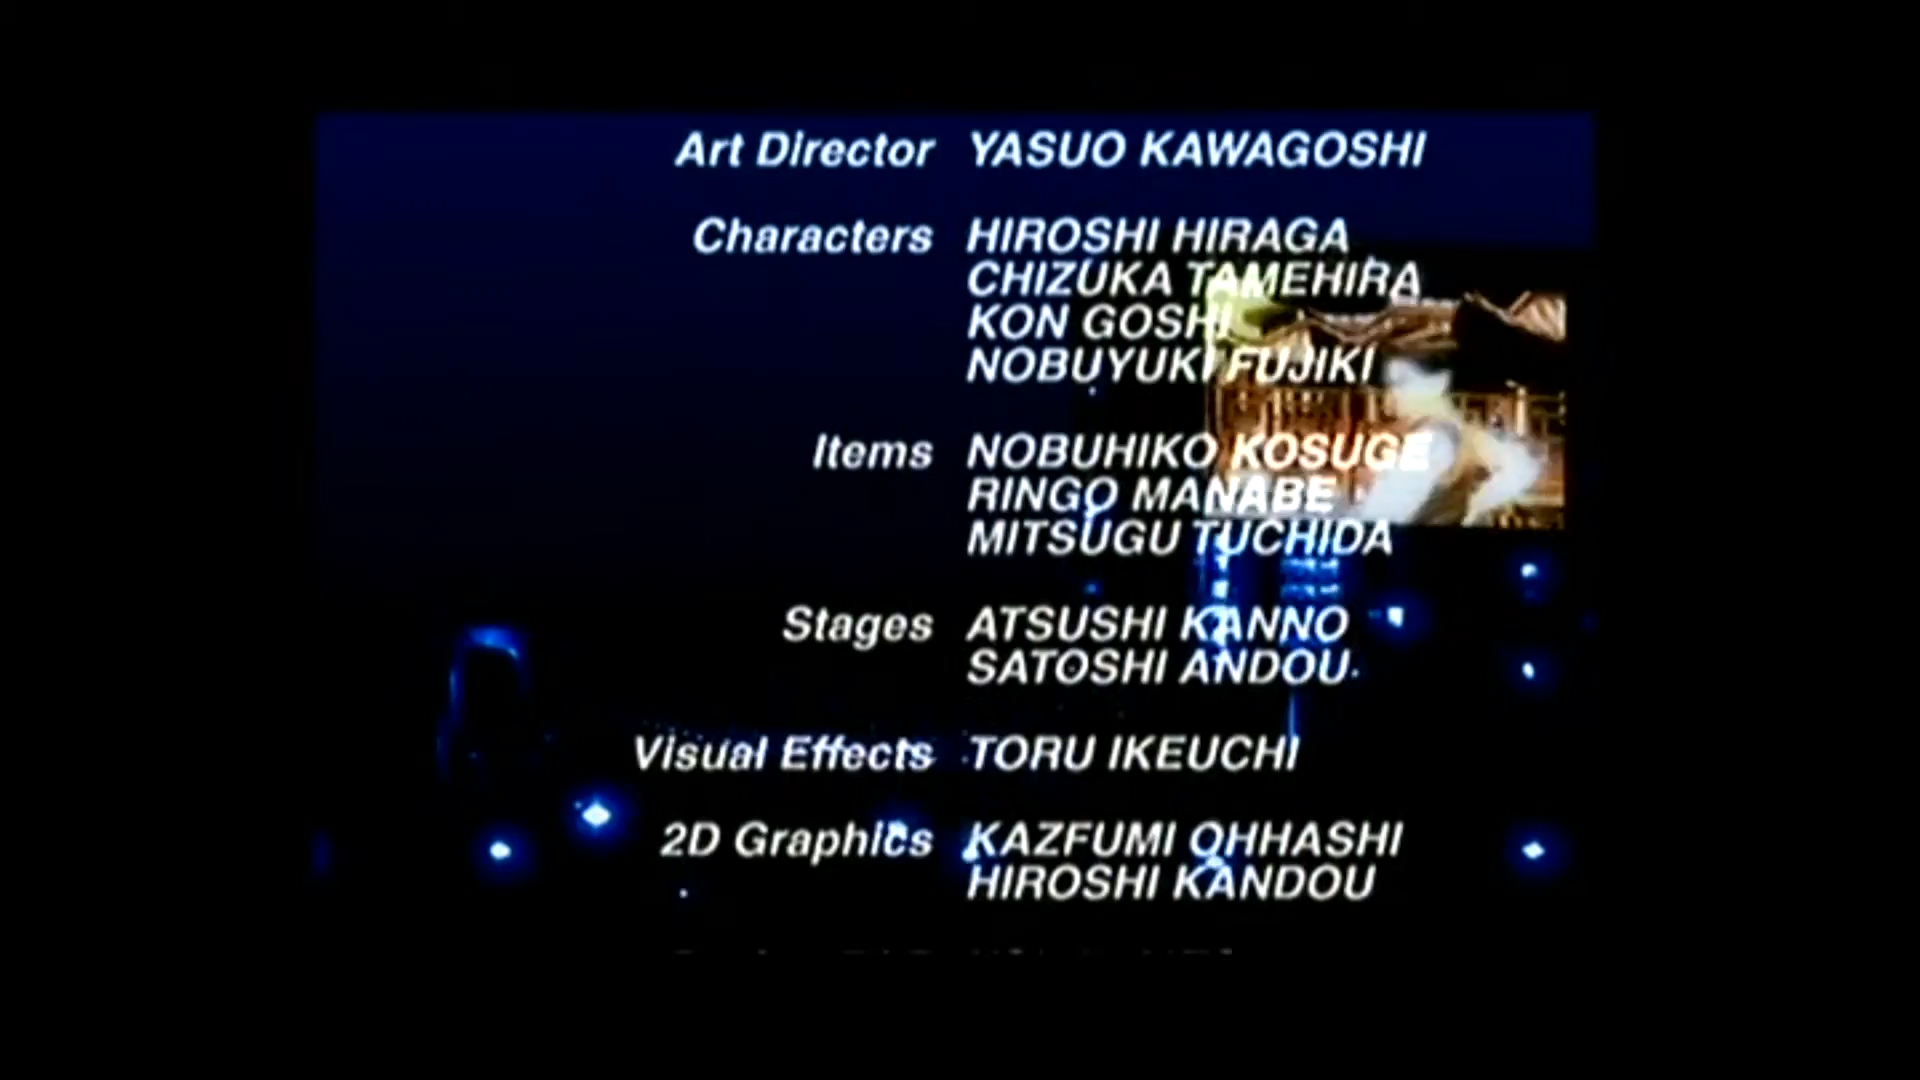 Art Director YASUO KAWAGOSHI
Characters HIROSHI HIRAGA
CHIZUKA TAMEHIRA
KON GOSHI
NOBUYUKI FUJIKI
Items NOBUHIKO KOSUGE
RINGO MANABE
MITSUGU TUCHIDA
Stages ATSUSHI KANNO
SATOSHI ANDOU
Visual Effects TORU IKEUCHI
2D Graphics KAZFUMI OHHASHI
HIROSHI KANDOU